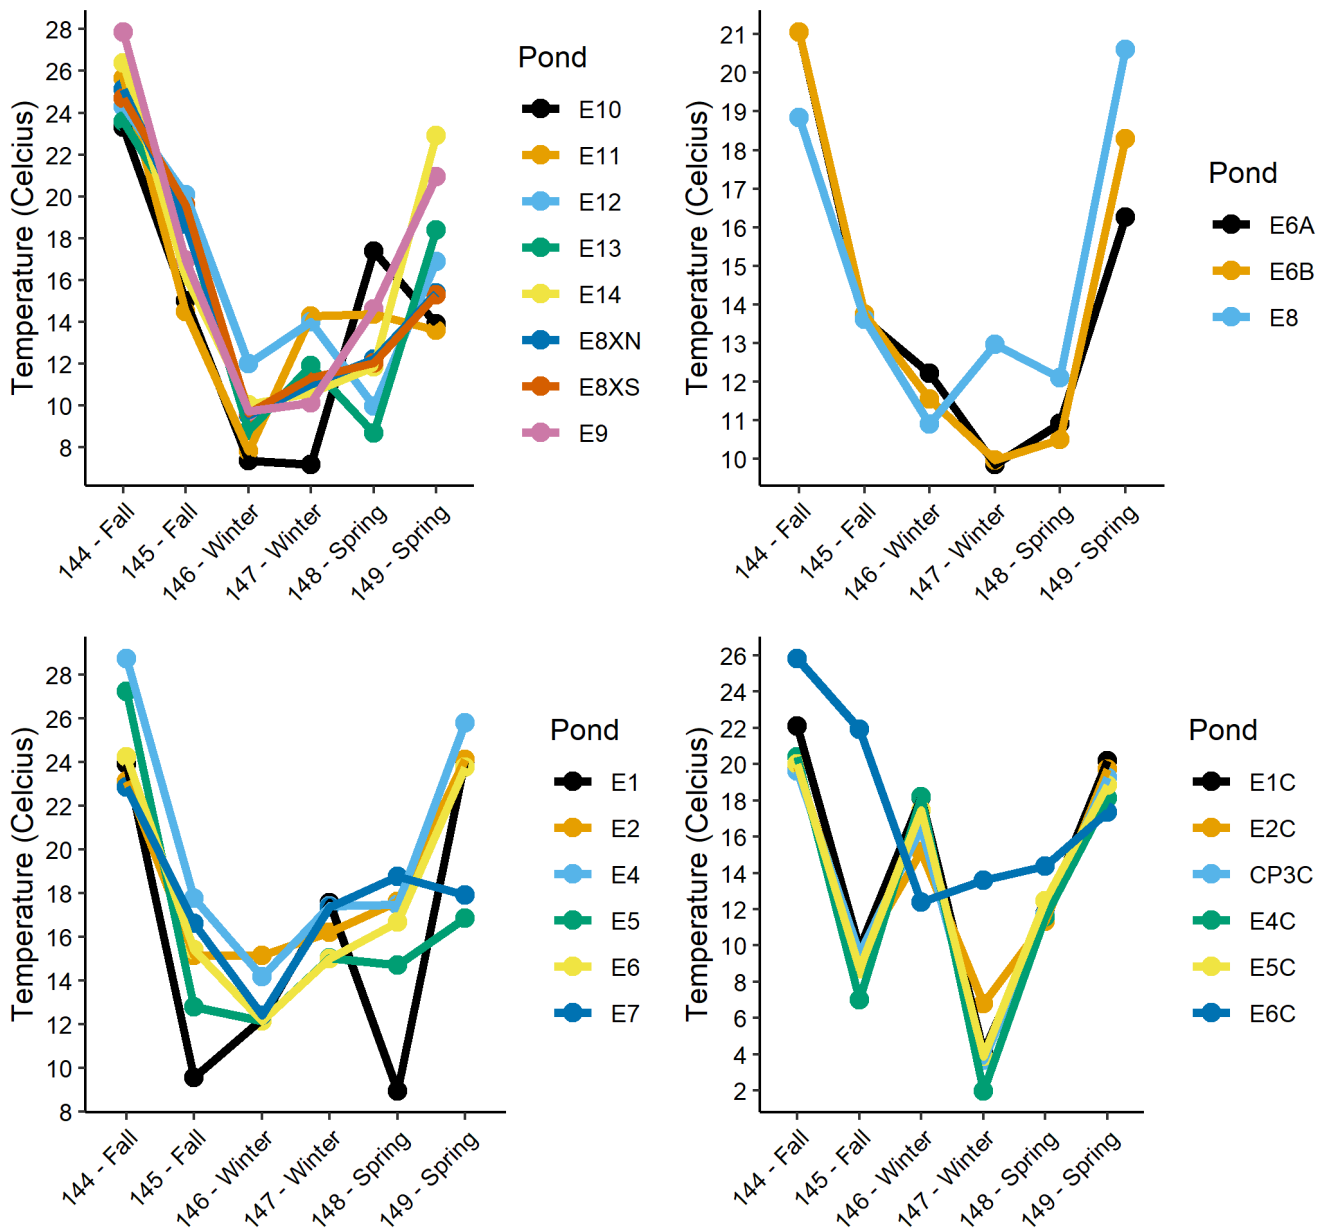 Temperature (Celcius)
28
26
24
22
20
18
16
14
12
10
8
144 - Fall
145 - Fall
146 - Winter
147 - Winter
148 - Spring
149 - Spring
Pond
E10
E11
E12
E13
E14
E8XN
E8XS
E9
Temperature (Celcius)
21
20
19
18
17
16
15
14
13
12
11
10
144 - Fall
145 - Fall
146 - Winter
147 - Winter
148 - Spring
149 - Spring
Pond
E6A
E6B
E8
Temperature (Celcius)
28
26
24
22
20
18
16
14
12
10
8
144 - Fall
145 - Fall
146 - Winter
147 - Winter
148 - Spring
149 - Spring
Pond
E1
E2
E4
E5
E6
E7
Temperature (Celcius)
26
24
22
20
18
16
14
12
10
8
6
4
2
144 - Fall
145 - Fall
146 - Winter
147 - Winter
148 - Spring
149 - Spring
Pond
E1C
E2C
CP3C
E4C
E5C
E6C